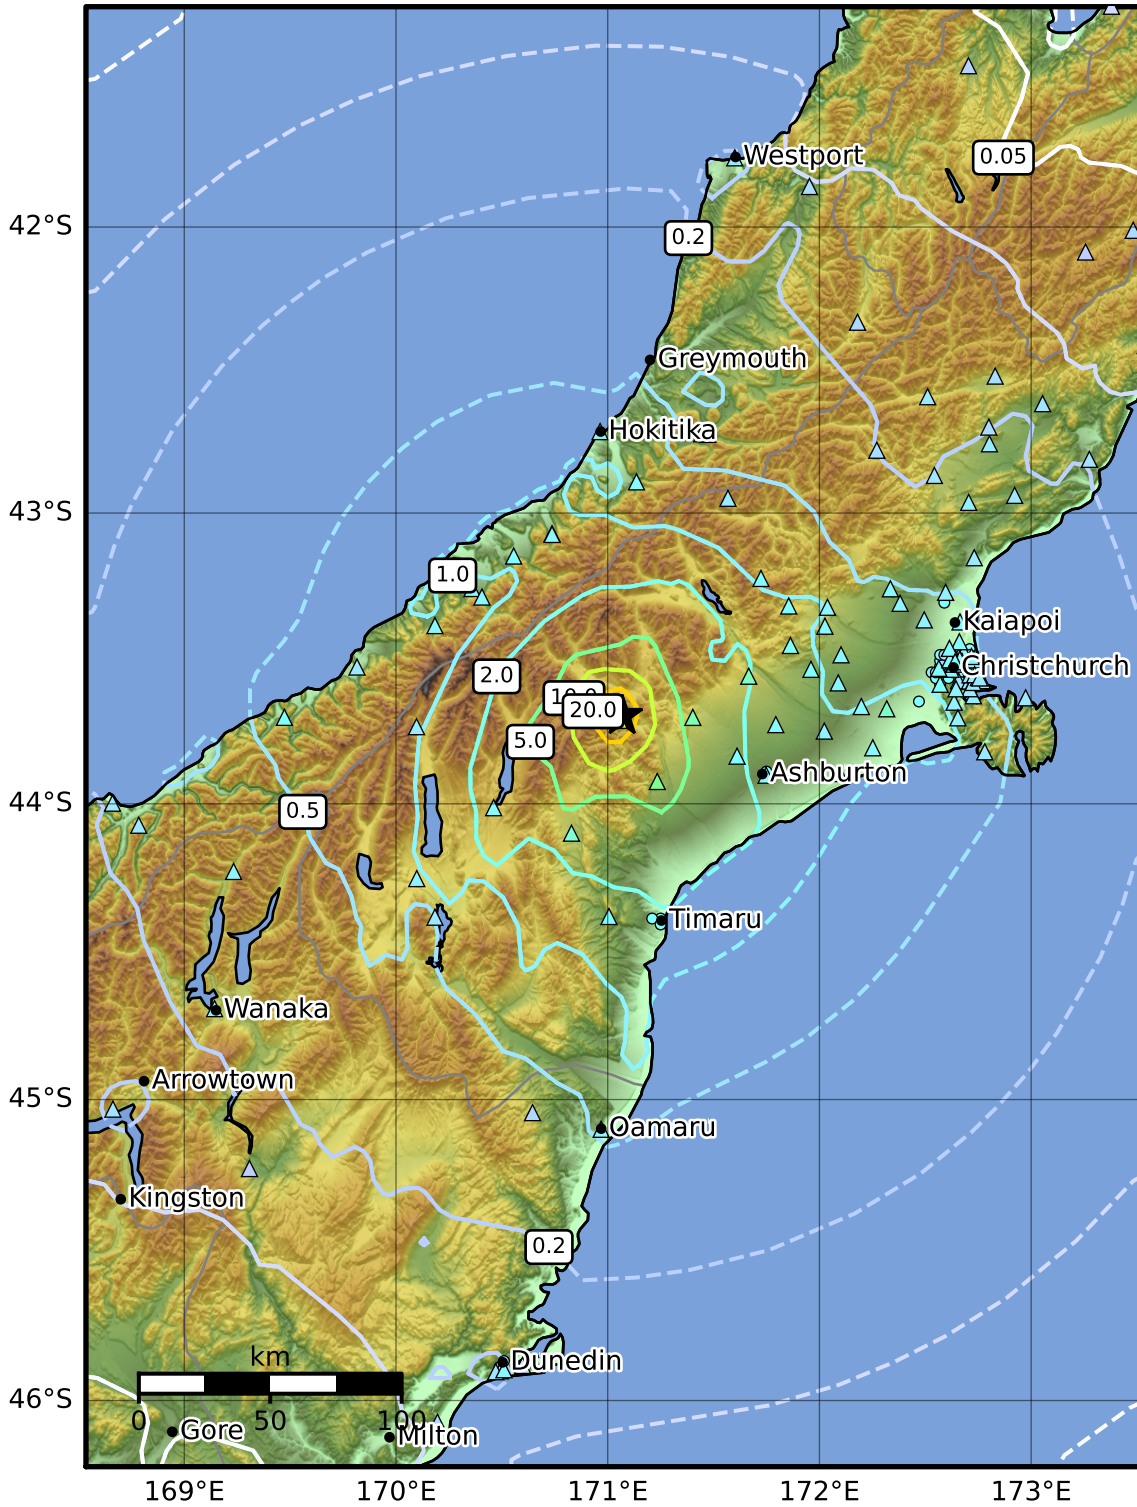 Westport
0.05
42°S
0.2
Greymouth
Hokitika
43°S
1.0
Kaiapoi
Christchurch
2.0
20.0
5.0
Ashburton
44°S
0.5
Timaru
Wanaka
Arrowtown
45°S
Oamaru
Kingston
0.2
km
Dunedin
46°S
0
50
100
Gore
Milton
169°E
170°E
171°E
172°E
173°E